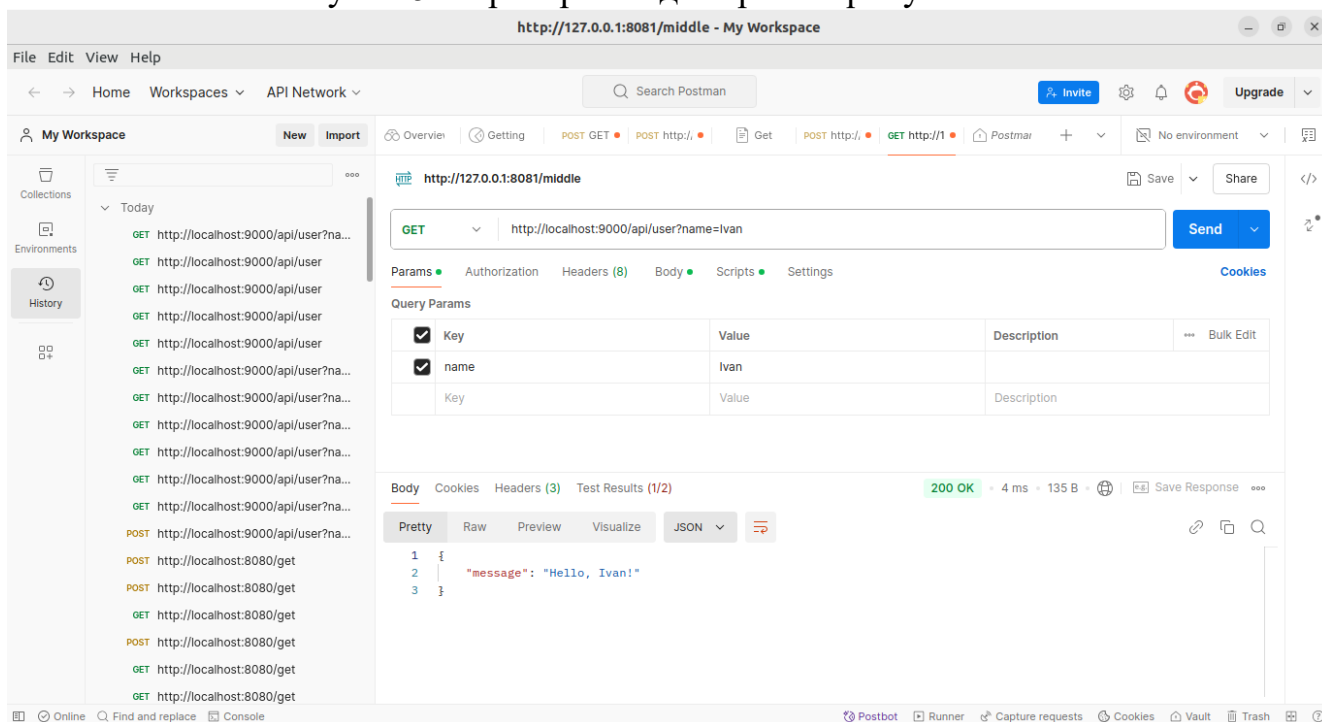 http://127.0.0.1:8081/middle - My Workspace
File Edit View Help
Home Workspaces API Network
Search Postman
Invite
Upgrade
My Workspace
New Import
Overview
Getting
POST GET
POST http:/,
Get
POST http:/,
GET http://1
Postman
No environment
Collections
Environments
History
Today
GET http://localhost:9000/api/user?na...
GET http://localhost:9000/api/user
GET http://localhost:9000/api/user
GET http://localhost:9000/api/user
GET http://localhost:9000/api/user
GET http://localhost:9000/api/user?na...
GET http://localhost:9000/api/user?na...
GET http://localhost:9000/api/user?na...
GET http://localhost:9000/api/user?na...
GET http://localhost:9000/api/user?na...
GET http://localhost:9000/api/user?na...
POST http://localhost:9000/api/user?na...
POST http://localhost:8080/get
POST http://localhost:8080/get
GET http://localhost:8080/get
POST http://localhost:8080/get
GET http://localhost:8080/get
GET http://localhost:8080/get
HTTP http://127.0.0.1:8081/middle
Save Share
GET http://localhost:9000/api/user?name=Ivan
Send
Params Authorization Headers (8) Body Scripts Settings
Cookies
Query Params
Key Value Description Bulk Edit
name Ivan
Key Value Description
Body Cookies Headers (3) Test Results (1/2)
200 OK 4 ms 135 B Save Response
Pretty Raw Preview Visualize JSON
1 {
2 "message": "Hello, Ivan!"
3 }
Online Find and replace Console
Postbot Runner Capture requests Cookies Vault Trash